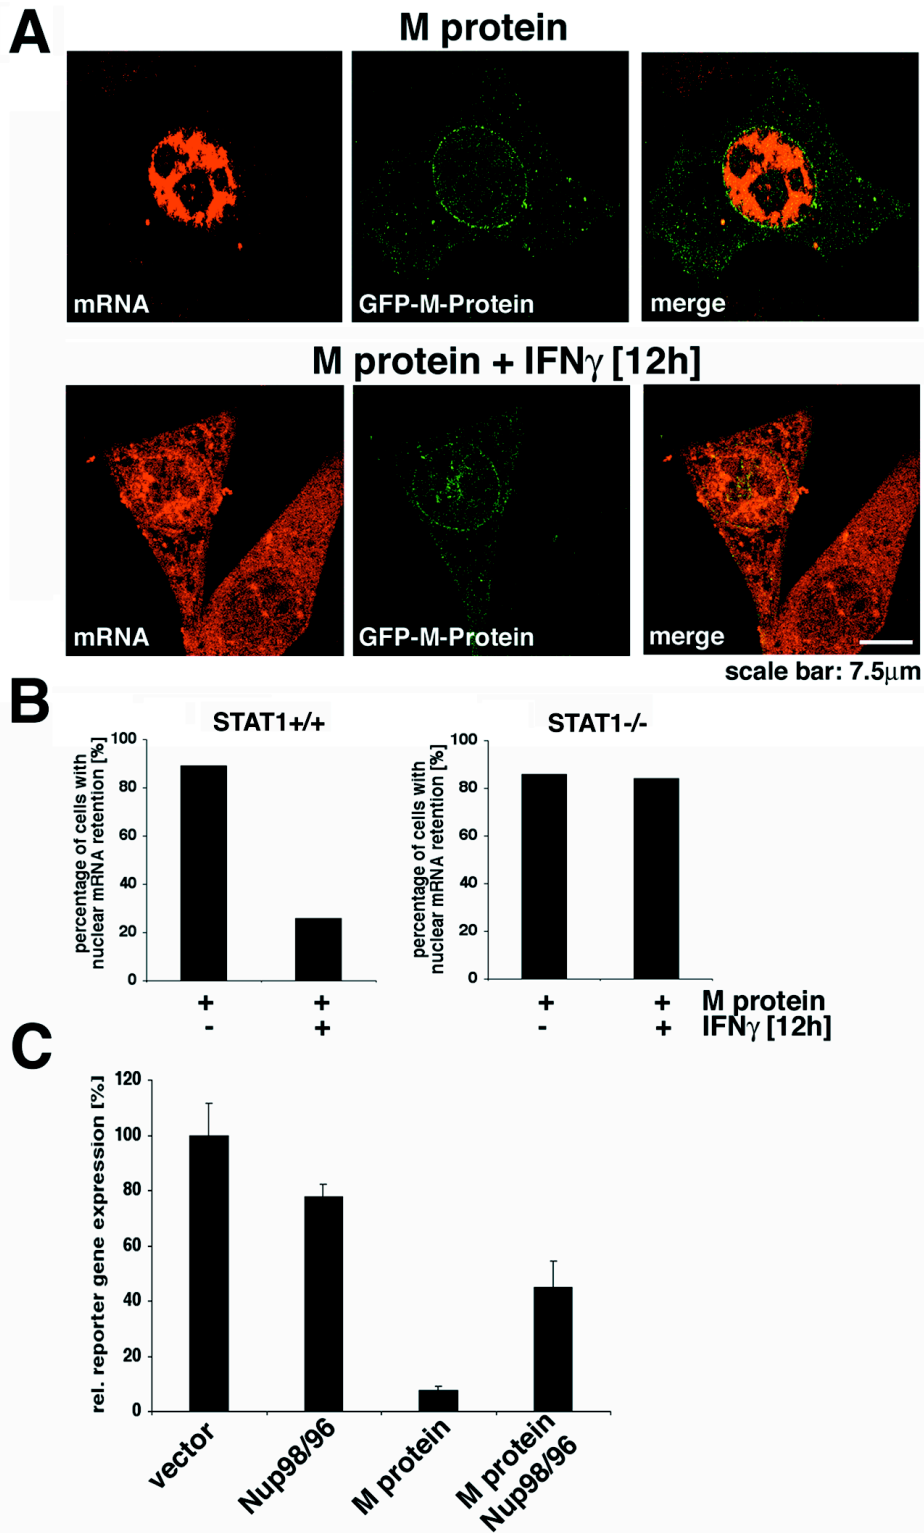 A
M protein
mRNA
GFP-M-Protein
merge
M protein + IFNγ [12h]
mRNA
GFP-M-Protein
merge
scale bar: 7.5μm
B
STAT1+/+
percentage of cells with
nuclear mRNA retention [%]
100
80
60
40
20
0
+ +
- +
STAT1-/-
percentage of cells with
nuclear mRNA retention [%]
100
80
60
40
20
0
+ + M protein
- + IFNγ [12h]
C
rel. reporter gene expression [%]
120
100
80
60
40
20
0
vector
Nup98/96
M protein
M protein
Nup98/96